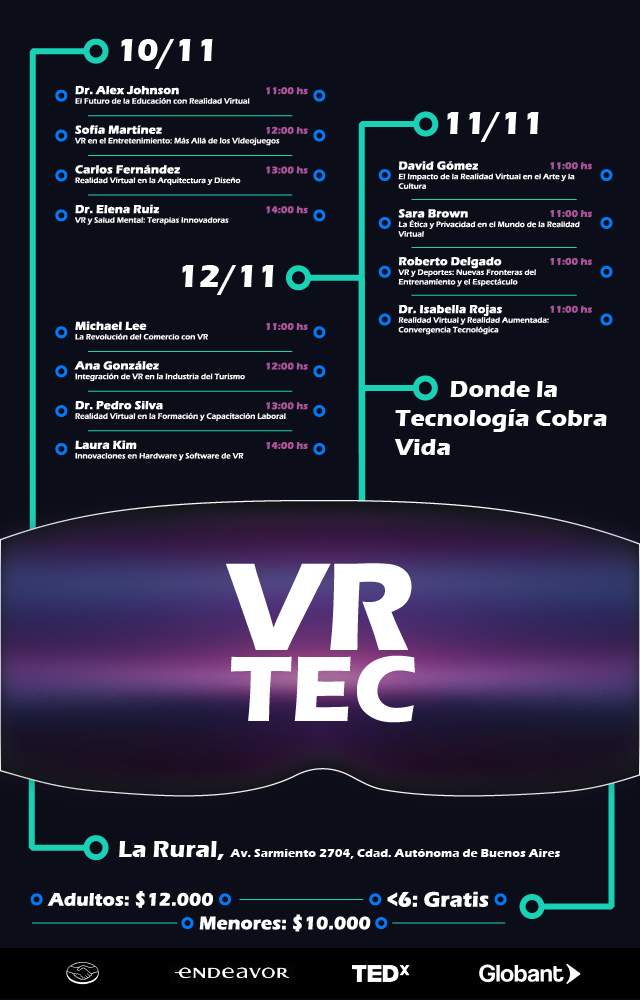 10/11
Dr. Alex Johnson 11:00 hs
El Futuro de la Educación con Realidad Virtual
Sofía Martínez 12:00 hs
VR en el Entretenimiento: Más Allá de los Videojuegos
Carlos Fernández 13:00 hs
Realidad Virtual en la Arquitectura y Diseño
Dr. Elena Ruiz 14:00 hs
VR y Salud Mental: Terapias Innovadoras
11/11
David Gómez 11:00 hs
El Impacto de la Realidad Virtual en el Arte y la
Cultura
Sara Brown 11:00 hs
La Ética y Privacidad en el Mundo de la Realidad
Virtual
Roberto Delgado 11:00 hs
VR y Deportes: Nuevas Fronteras del
Entrenamiento y el Espectáculo
Dr. Isabella Rojas 11:00 hs
Realidad Virtual y Realidad Aumentada:
Convergencia Tecnológica
12/11
Michael Lee 11:00 hs
La Revolución del Comercio con VR
Ana González 12:00 hs
Integración de VR en la Industria del Turismo
Dr. Pedro Silva 13:00 hs
Realidad Virtual en la Formación y Capacitación Laboral
Laura Kim 14:00 hs
Innovaciones en Hardware y Software de VR
Donde la
Tecnología Cobra
Vida
VR
TEC
La Rural, Av. Sarmiento 2704, Cdad. Autónoma de Buenos Aires
Adultos: $12.000 <6: Gratis
Menores: $10.000
ENDEAVOR TEDx Globant